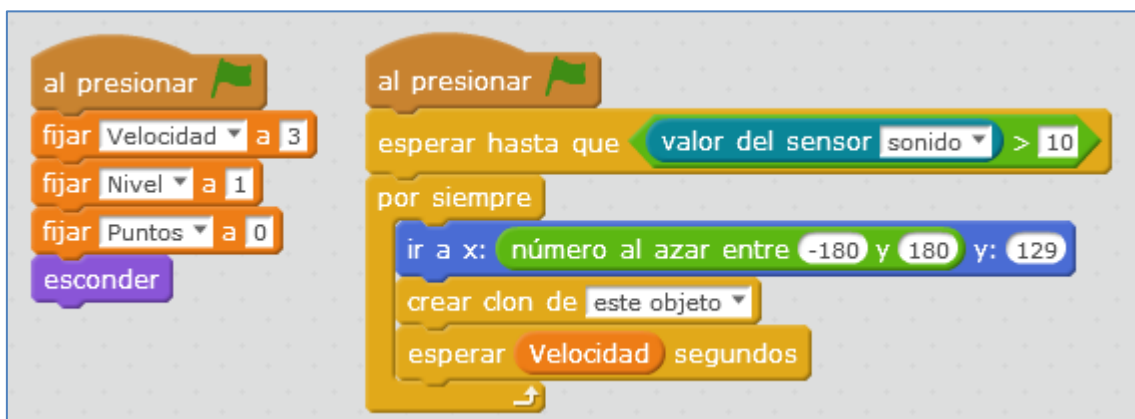 al presionar
fijar Velocidad a 3
fijar Nivel a 1
fijar Puntos a 0
esconder
al presionar
esperar hasta que valor del sensor sonido > 10
por siempre
ir a x: número al azar entre -180 y 180 y: 129
crear clon de este objeto
esperar Velocidad segundos